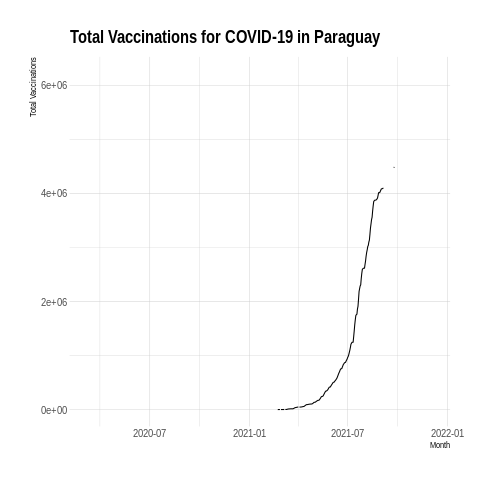 Total Vaccinations for COVID-19 in Paraguay
Total Vaccinations
6e+06
4e+06
2e+06
0e+00
2020-07 2021-01 2021-07 2022-01
Month